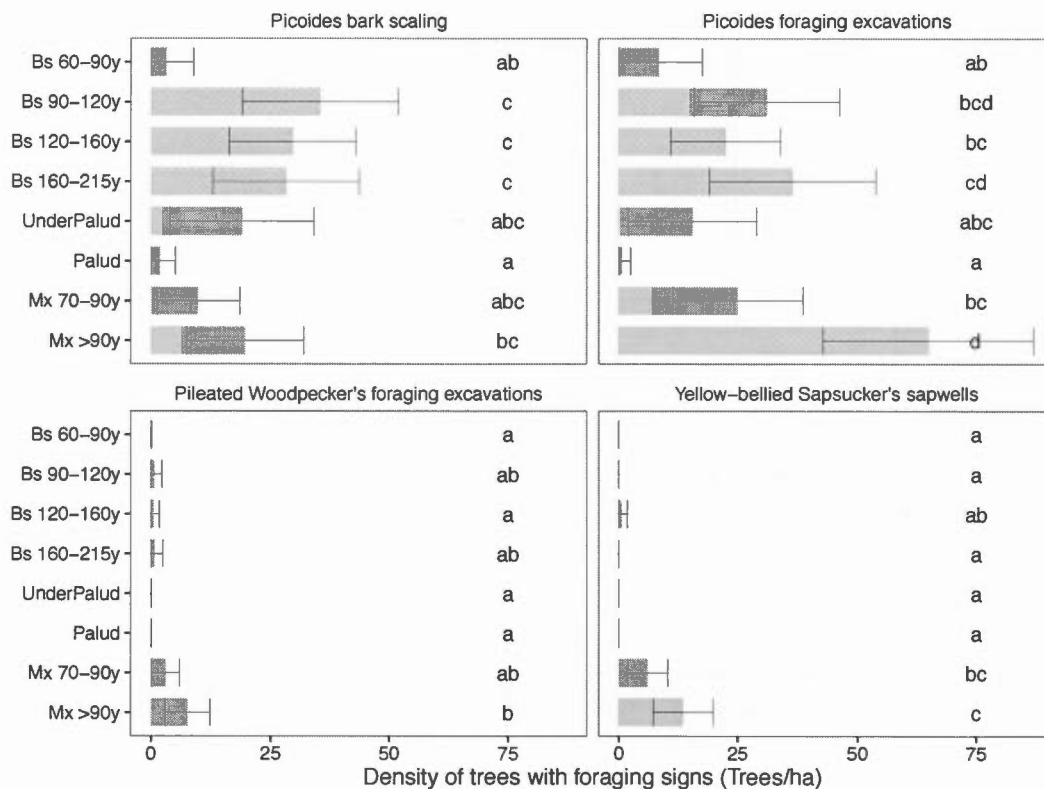 Picoides bark scaling
Picoides foraging excavations
Bs 60–90y
ab
ab
Bs 90–120y
c
bcd
Bs 120–160y
c
bc
Bs 160–215y
c
cd
UnderPalud
abc
abc
Palud
a
a
Mx 70–90y
abc
bc
Mx >90y
bc
d
Pileated Woodpecker's foraging excavations
Yellow–bellied Sapsucker's sapwells
Bs 60–90y
a
a
Bs 90–120y
ab
a
Bs 120–160y
a
ab
Bs 160–215y
ab
a
UnderPalud
a
a
Palud
a
a
Mx 70–90y
ab
bc
Mx >90y
b
c
0 25 50 75
0 25 50 75
Density of trees with foraging signs (Trees/ha)